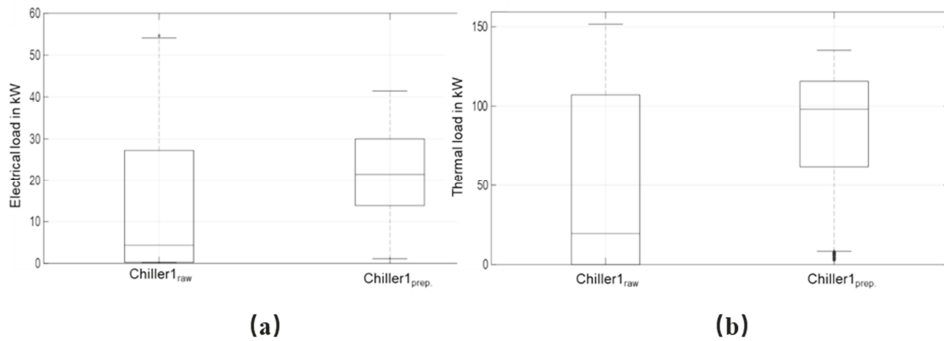 Electrical load in kW
60
50
40
30
20
10
0
Chiller1raw
Chiller1prep.
(a)
Thermal load in kW
150
100
50
0
Chiller1raw
Chiller1prep.
(b)